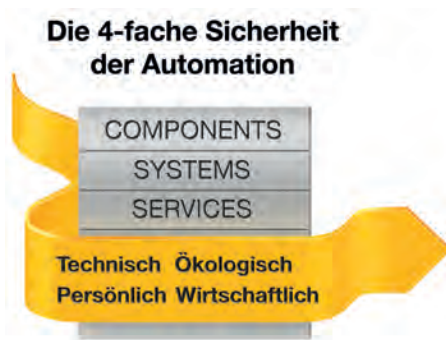 Die 4-fache Sicherheit
der Automation
COMPONENTS
SYSTEMS
SERVICES
Technisch Ökologisch
Persönlich Wirtschaftlich